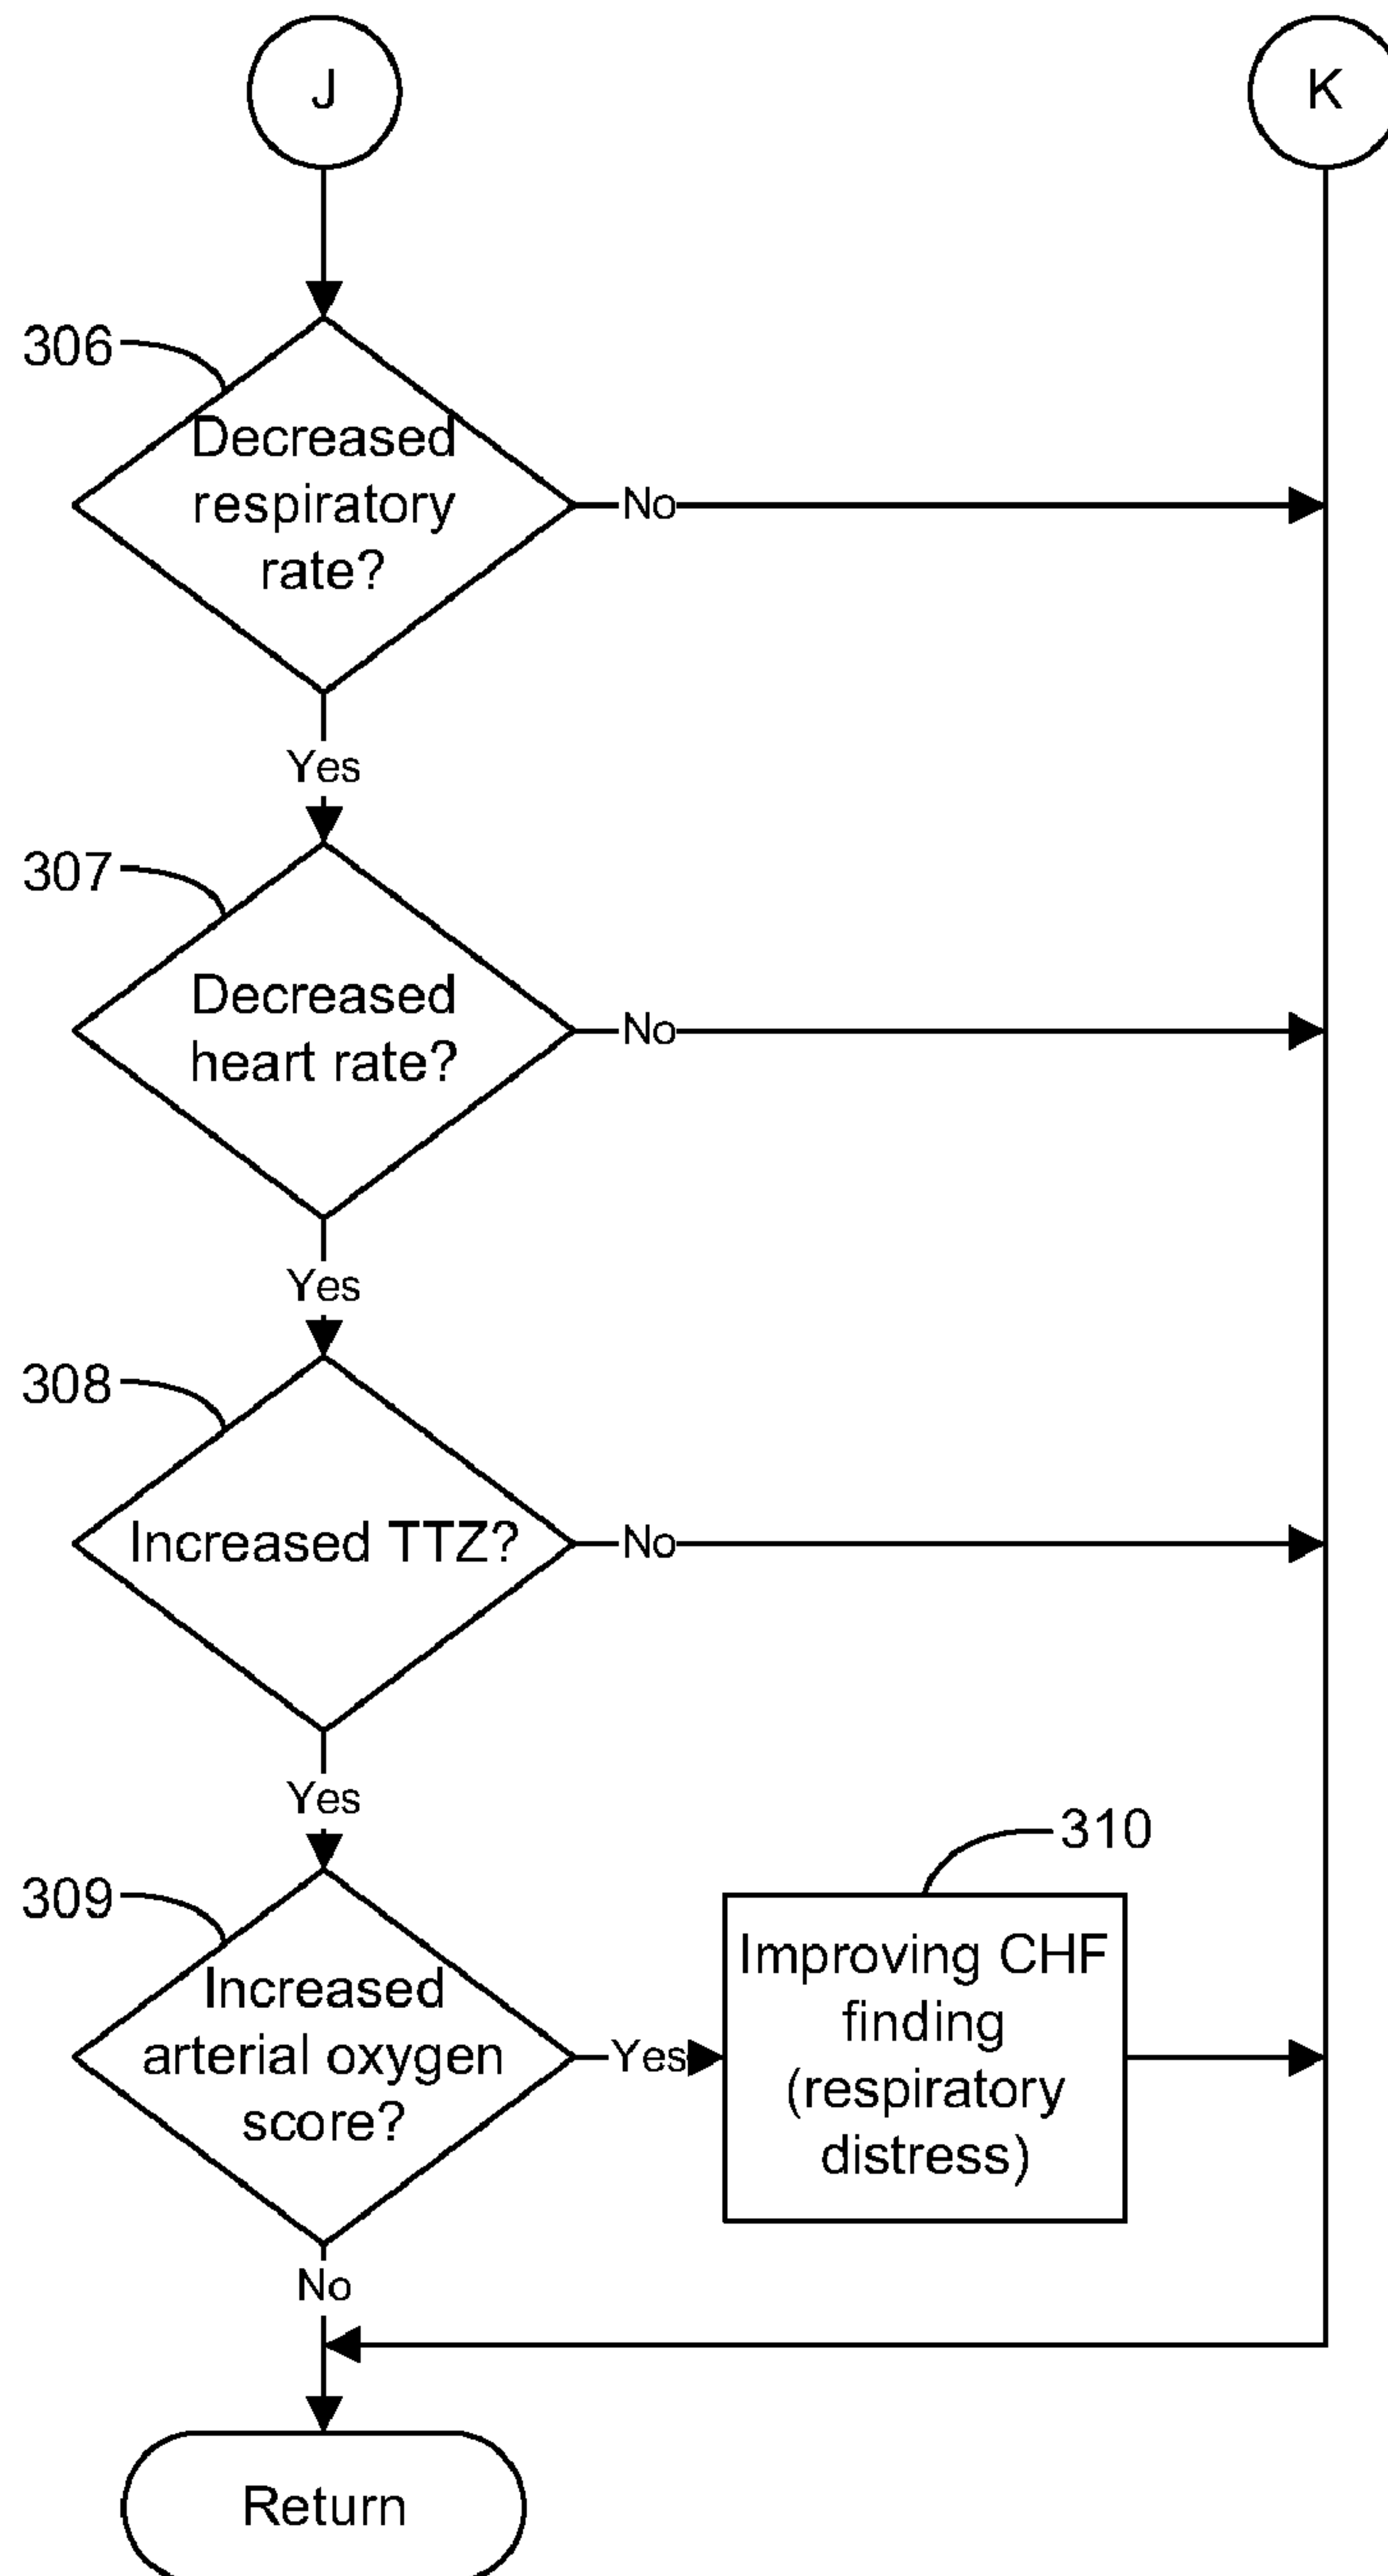 J
K
306
Decreased
respiratory
rate?
No
Yes
307
Decreased
heart rate?
No
Yes
308
Increased TTZ?
No
Yes
309
Increased
arterial oxygen
score?
Yes
310
Improving CHF
finding
(respiratory
distress)
No
Return